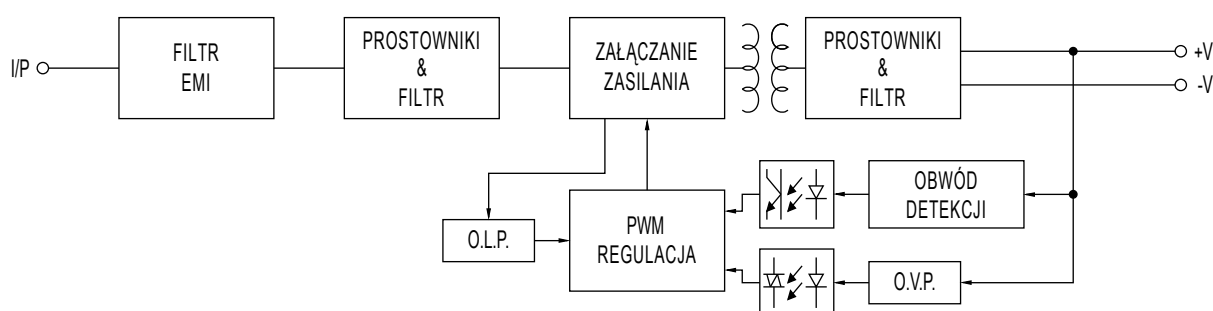 I/P
FILTR
EMI
PROSTOWNIKI
&
FILTR
ZAŁĄCZANIE
ZASILANIA
PROSTOWNIKI
&
FILTR
+V
-V
O.L.P.
PWM
REGULACJA
OBWÓD
DETEKCJI
O.V.P.